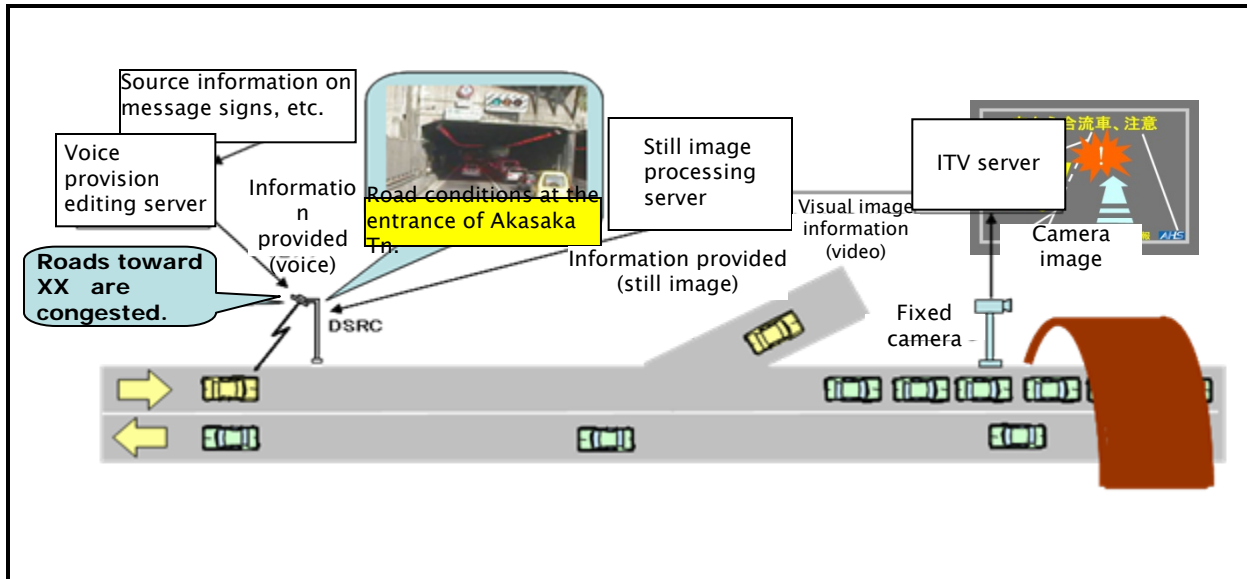 Source information on
message signs, etc.
Voice
provision
editing server
Informatio
n
provided
(voice)
Roads toward
XX are
congested.
DSRC
Road conditions at the
entrance of Akasaka
Tn.
Still image
processing
server
Information provided
(still image)
Visual image
information
(video)
ITV server
合流車、注意
!
報 AHS
Camera
image
Fixed
camera